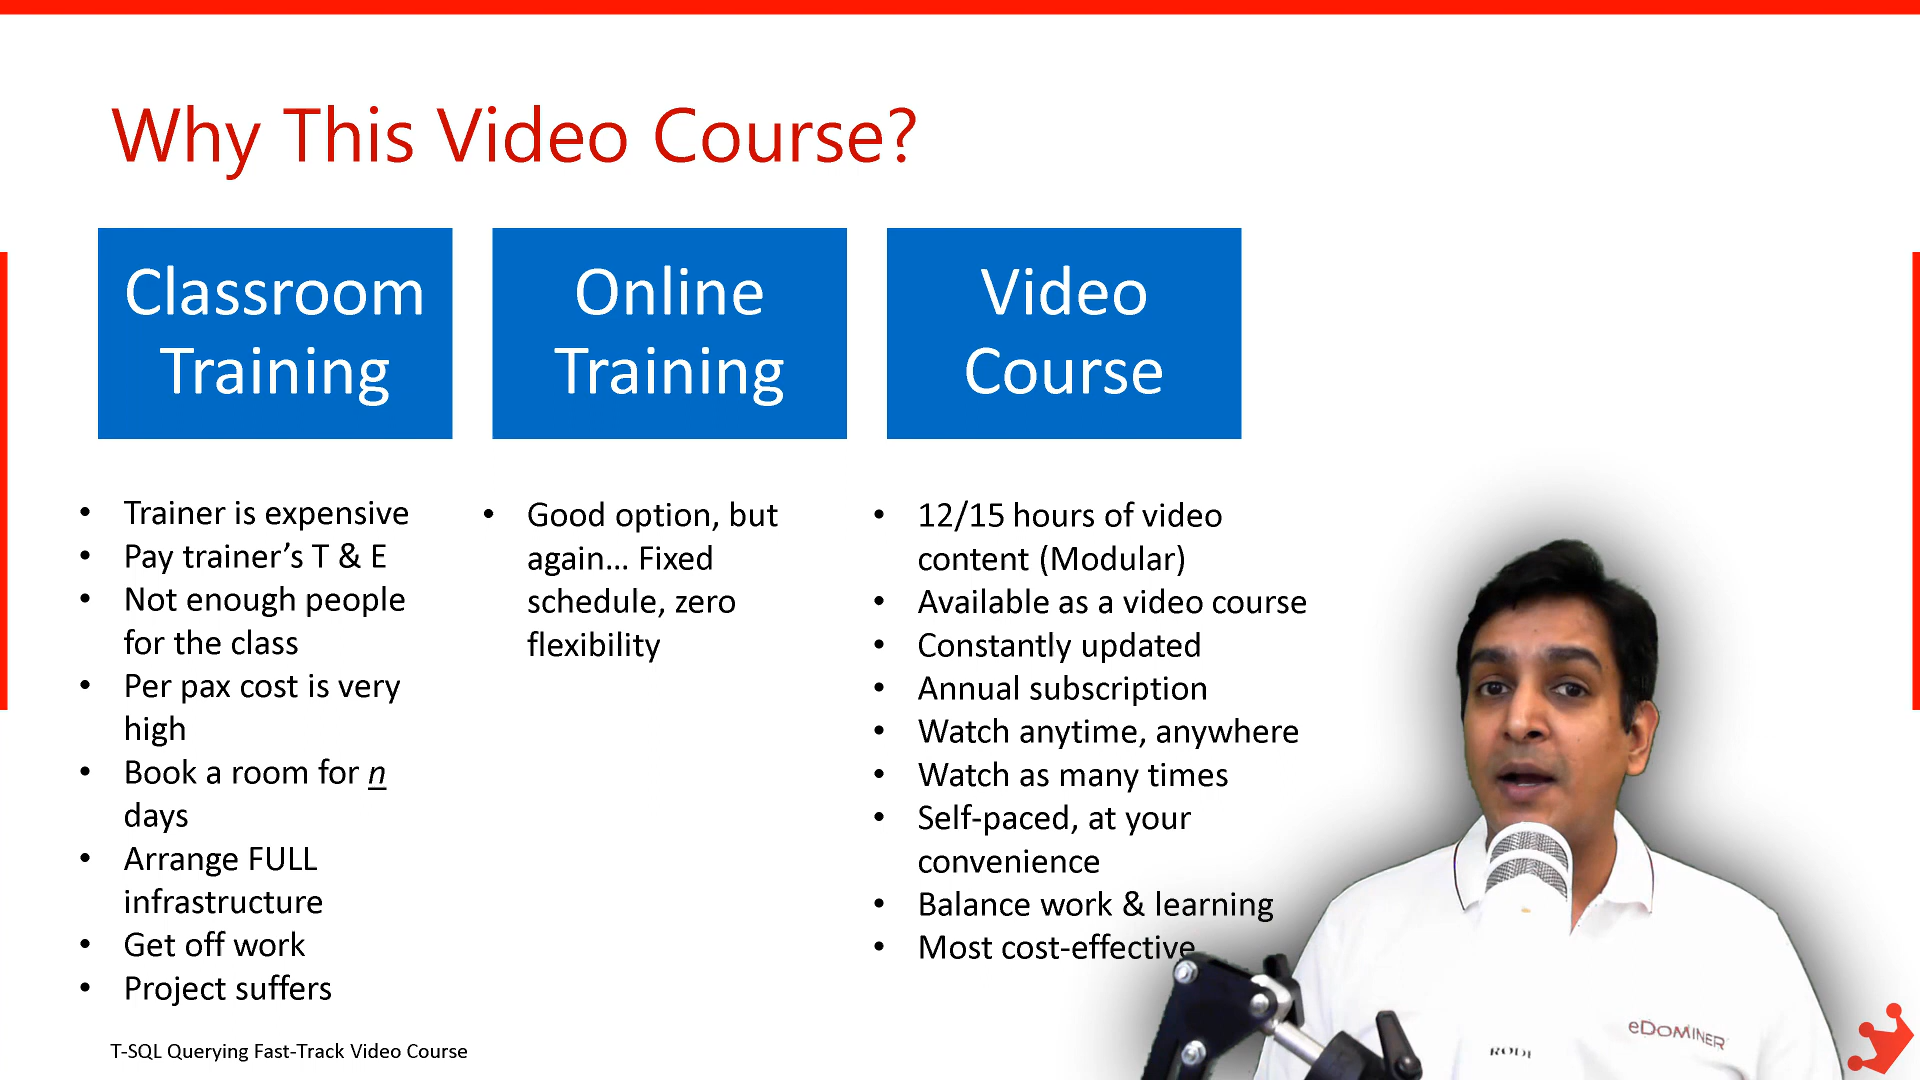 Why This Video Course?
Classroom
Training
Online
Training
Video
Course
• Trainer is expensive
• Pay trainer’s T & E
• Not enough people
for the class
• Per pax cost is very
high
• Book a room for n
days
• Arrange FULL
infrastructure
• Get off work
• Project suffers
• Good option, but
again... Fixed
schedule, zero
flexibility
• 12/15 hours of video
content (Modular)
• Available as a video course
• Constantly updated
• Annual subscription
• Watch anytime, anywhere
• Watch as many times
• Self-paced, at your
convenience
• Balance work & learning
• Most cost-effective
eDoMINER
T-SQL Querying Fast-Track Video Course